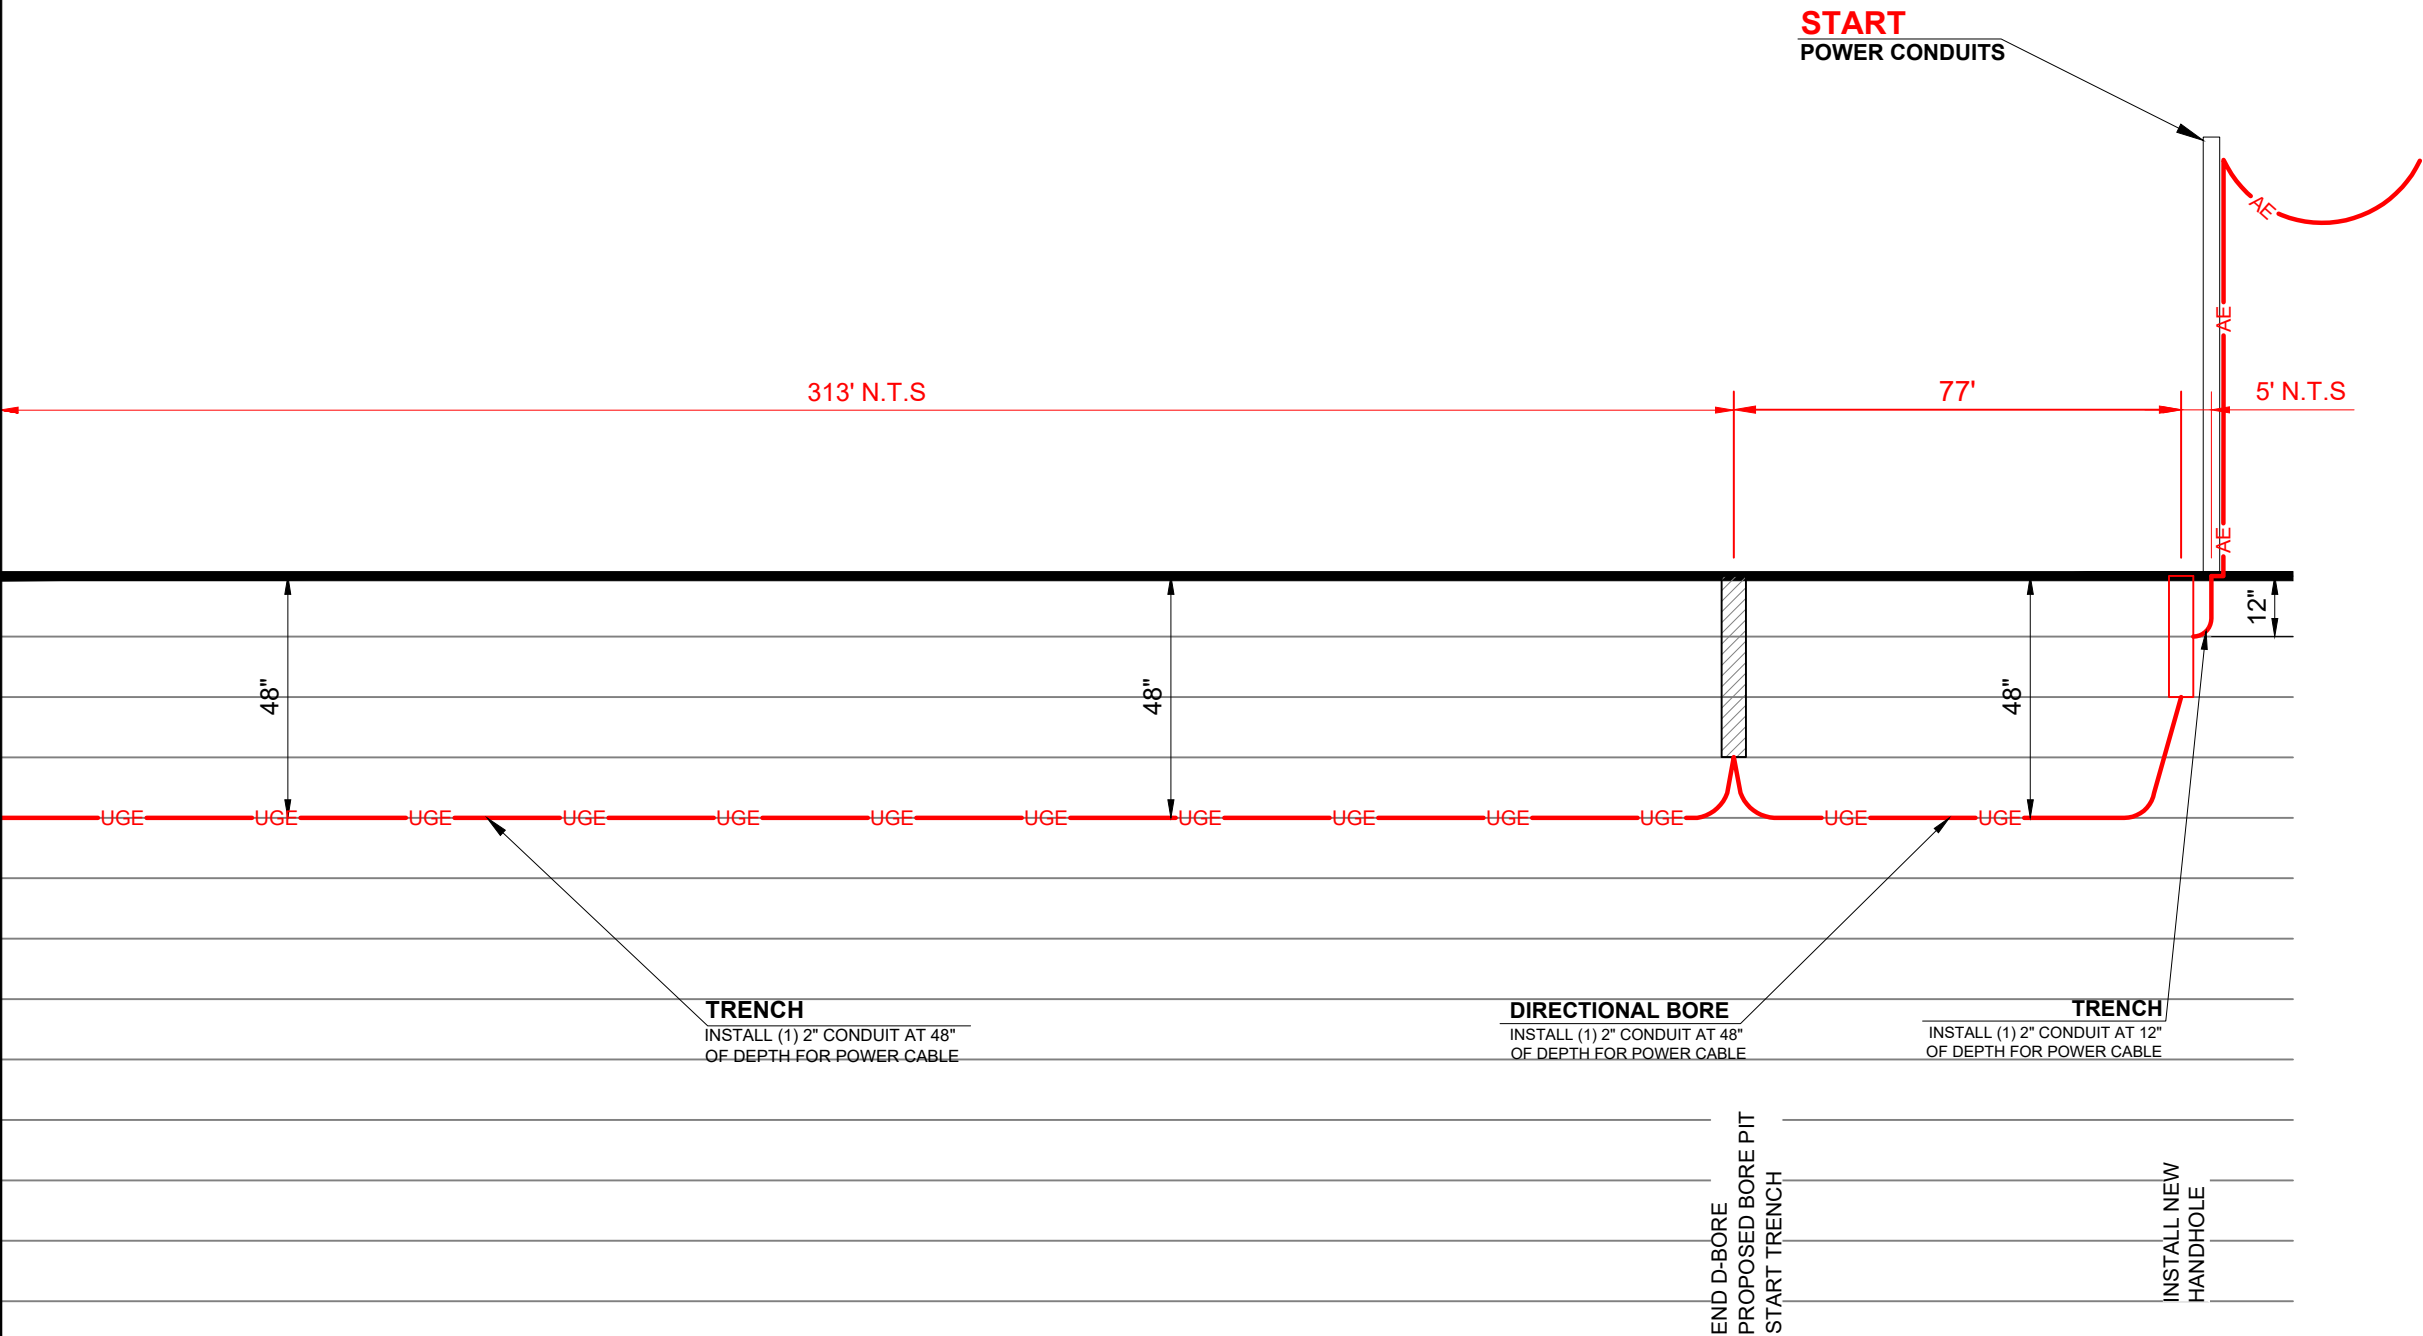 START
POWER CONDUITS
AE
AE
AE
313' N.T.S
77'
5' N.T.S
12"
48"
48"
48"
UGE
UGE
UGE
UGE
UGE
UGE
UGE
UGE
UGE
UGE
UGE
UGE
UGE
TRENCH
INSTALL (1) 2" CONDUIT AT 48"
OF DEPTH FOR POWER CABLE
DIRECTIONAL BORE
INSTALL (1) 2" CONDUIT AT 48"
OF DEPTH FOR POWER CABLE
TRENCH
INSTALL (1) 2" CONDUIT AT 12"
OF DEPTH FOR POWER CABLE
END D-BORE
PROPOSED BORE PIT
START TRENCH
INSTALL NEW
HANDHOLE